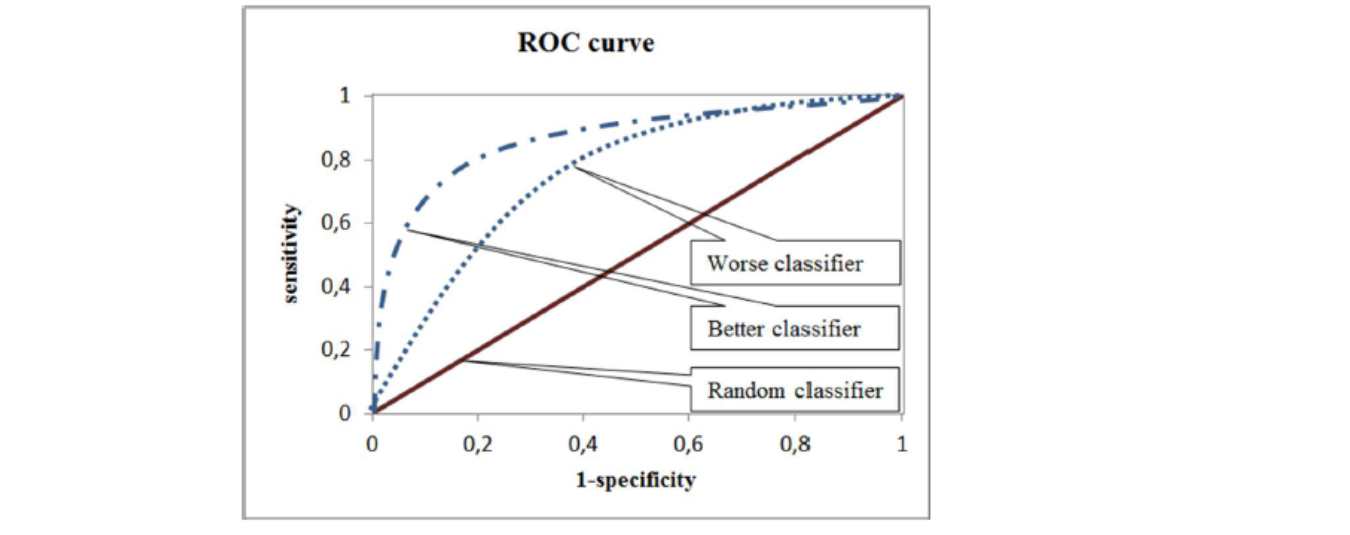 ROC curve
1
0,8
0,6
0,4
0,2
0
sensitivity
Worse classifier
Better classifier
Random classifier
0 0,2 0,4 0,6 0,8 1
1-specificity